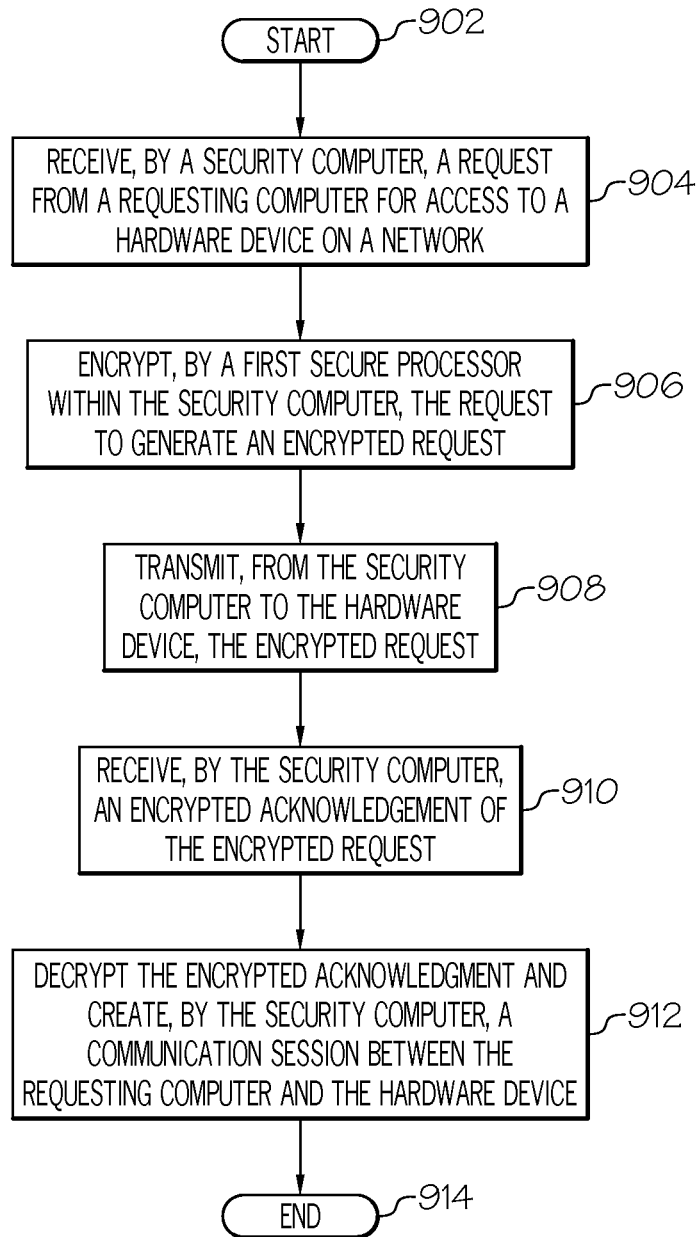 START
902
RECEIVE, BY A SECURITY COMPUTER, A REQUEST
FROM A REQUESTING COMPUTER FOR ACCESS TO A
HARDWARE DEVICE ON A NETWORK
904
ENCRYPT, BY A FIRST SECURE PROCESSOR
WITHIN THE SECURITY COMPUTER, THE REQUEST
TO GENERATE AN ENCRYPTED REQUEST
906
TRANSMIT, FROM THE SECURITY
COMPUTER TO THE HARDWARE
DEVICE, THE ENCRYPTED REQUEST
908
RECEIVE, BY THE SECURITY COMPUTER,
AN ENCRYPTED ACKNOWLEDGEMENT OF
THE ENCRYPTED REQUEST
910
DECRYPT THE ENCRYPTED ACKNOWLEDGMENT AND
CREATE, BY THE SECURITY COMPUTER, A
COMMUNICATION SESSION BETWEEN THE
REQUESTING COMPUTER AND THE HARDWARE DEVICE
912
END
914